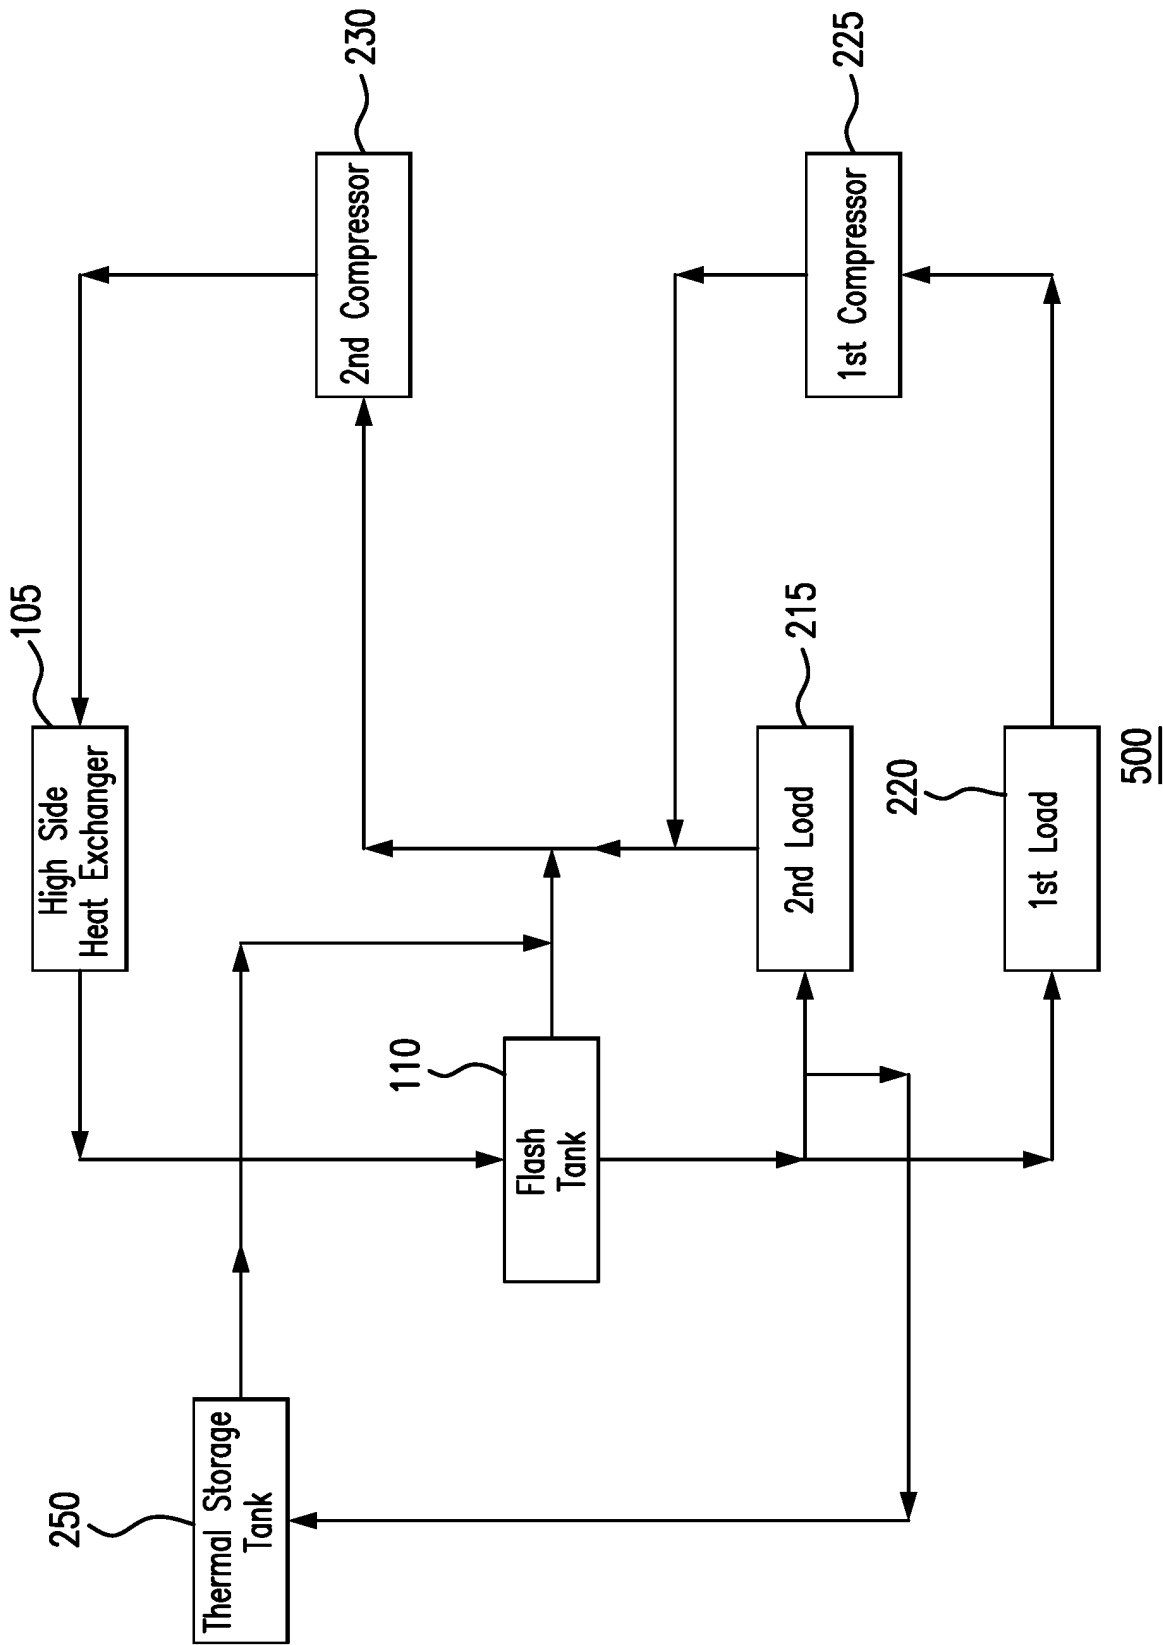 250
Thermal Storage
Tank
105
High Side
Heat Exchanger
230
2nd Compressor
110
Flash
Tank
215
2nd Load
225
1st Compressor
220
1st Load
500